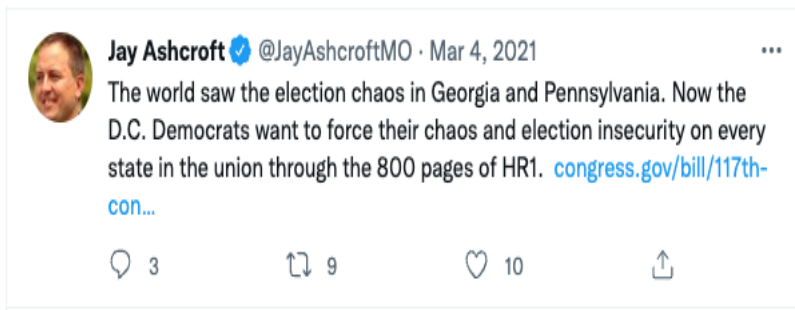 Jay Ashcroft @JayAshcroftMO · Mar 4, 2021
The world saw the election chaos in Georgia and Pennsylvania. Now the
D.C. Democrats want to force their chaos and election insecurity on every
state in the union through the 800 pages of HR1. congress.gov/bill/117th-
con...
3 9 10